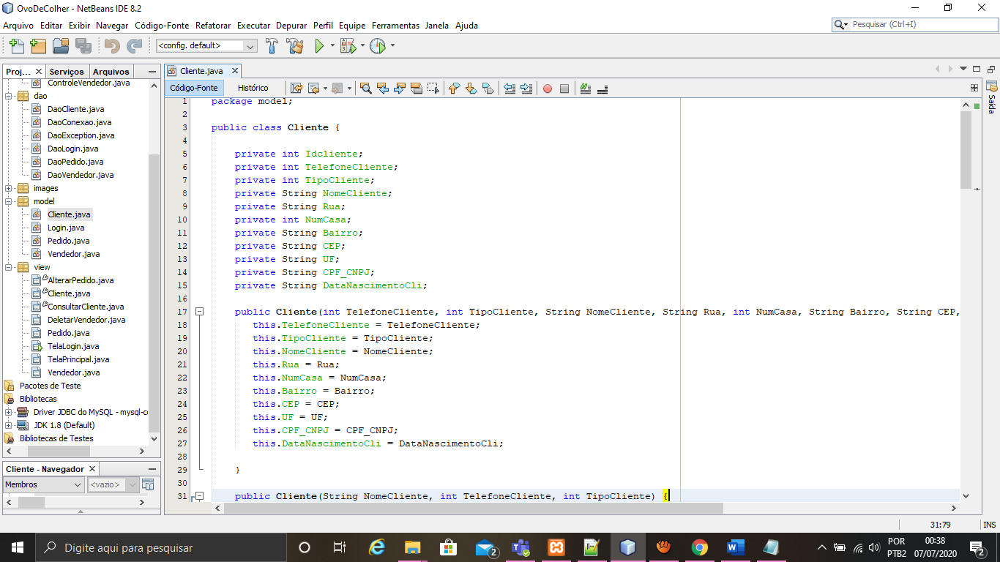 OvoDeColher - NetBeans IDE 8.2
Arquivo Editar Exibir Navegar Código-Fonte Refatorar Executar Depurar Perfil Equipe Ferramentas Janela Ajuda
Pesquisar (Ctrl+I)
<config. default>
Proj... Serviços Arquivos
ControleVendedor.java
dao
DaoCliente.java
DaoConexao.java
DaoException.java
DaoLogin.java
DaoPedido.java
DaoVendedor.java
images
model
Cliente.java
Login.java
Pedido.java
Vendedor.java
view
AlterarPedido.java
Cliente.java
ConsultarCliente.java
DeletarVendedor.java
Pedido.java
TelaLogin.java
TelaPrincipal.java
Vendedor.java
Pacotes de Teste
Bibliotecas
Driver JDBC do MySQL - mysql-co
JDK 1.8 (Default)
Bibliotecas de Testes
Cliente - Navegador
Membros <vazio>
Cliente.java
Código-Fonte Histórico
1 package model;
2
3 public class Cliente {
4
5 private int Idcliente;
6 private int TelefoneCliente;
7 private int TipoCliente;
8 private String NomeCliente;
9 private String Rua;
10 private int NumCasa;
11 private String Bairro;
12 private String CEP;
13 private String UF;
14 private String CPF_CNPJ;
15 private String DataNascimentoCli;
16
17 public Cliente(int TelefoneCliente, int TipoCliente, String NomeCliente, String Rua, int NumCasa, String Bairro, String CEP,
18 this.TelefoneCliente = TelefoneCliente;
19 this.TipoCliente = TipoCliente;
20 this.NomeCliente = NomeCliente;
21 this.Rua = Rua;
22 this.NumCasa = NumCasa;
23 this.Bairro = Bairro;
24 this.CEP = CEP;
25 this.UF = UF;
26 this.CPF_CNPJ = CPF_CNPJ;
27 this.DataNascimentoCli = DataNascimentoCli;
28
29 }
30
31 public Cliente(String NomeCliente, int TelefoneCliente, int TipoCliente) {
Saída
31:79 INS
Digite aqui para pesquisar
2
POR
PTB2
00:38
07/07/2020
2